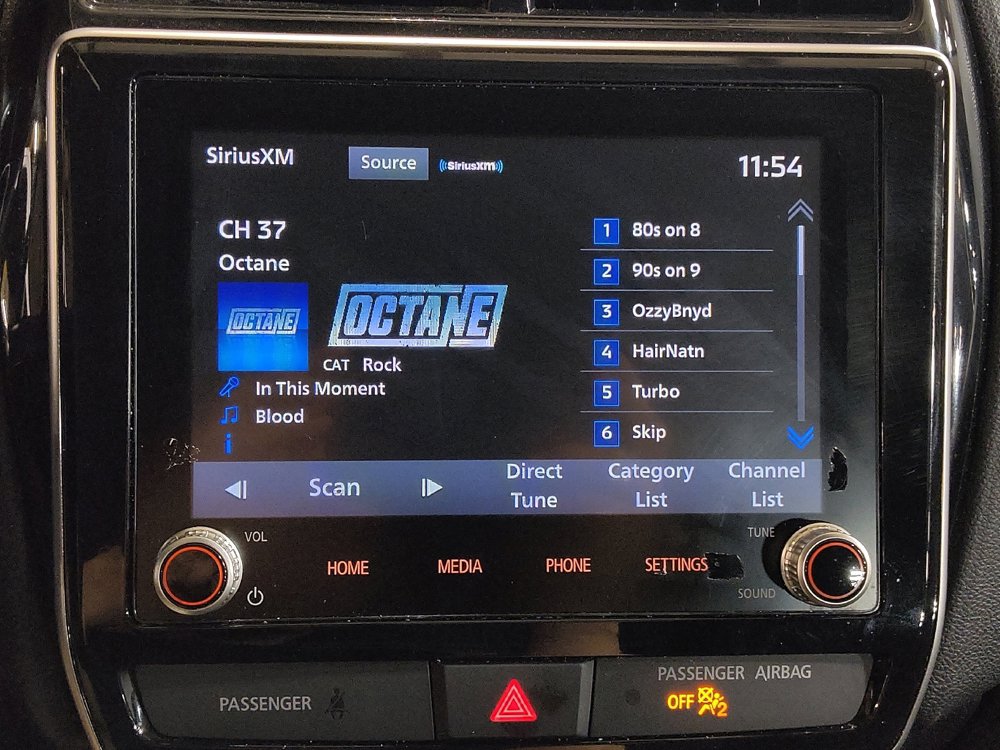 SiriusXM Source ((SiriusXM)) 11:54
CH 37
Octane
OCTANE
OCTANE
CAT Rock
In This Moment
Blood
i
1 80s on 8
2 90s on 9
3 OzzyBnyd
4 HairNatn
5 Turbo
6 Skip
Scan
Direct
Tune
Category
List
Channel
List
VOL
TUNE
HOME MEDIA PHONE SETTINGS
SOUND
PASSENGER
PASSENGER AIRBAG
OFF 2